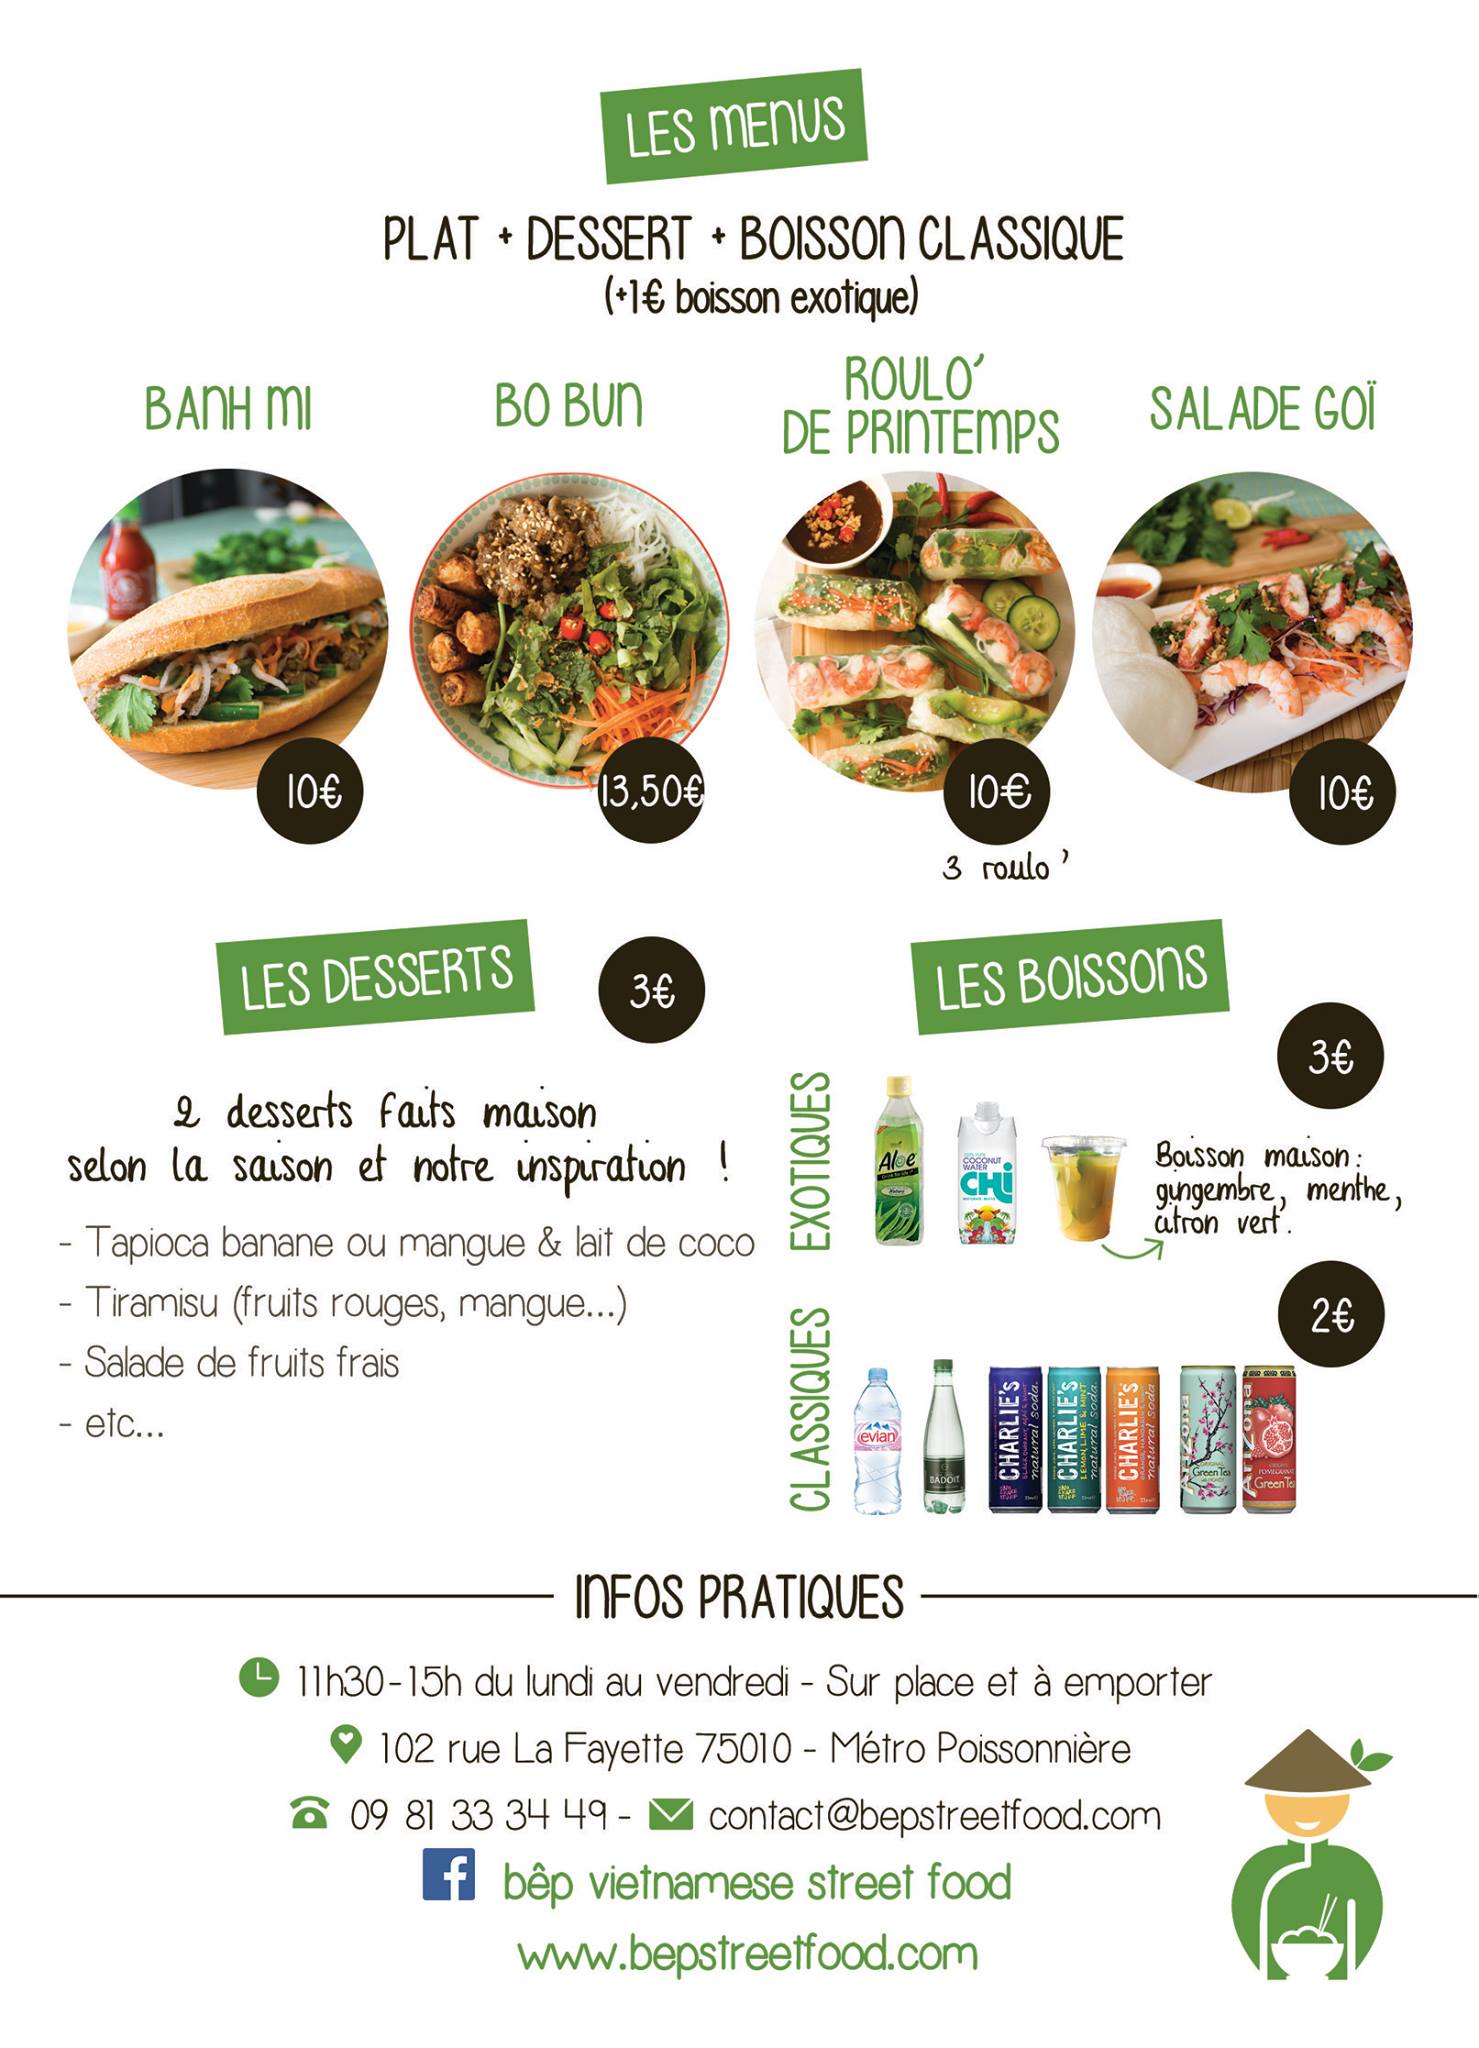 LES MENUS
PLAT + DESSERT + BOISSON CLASSIQUE
(+1€ boisson exotique)
BANH MI
BO BUN
ROULO'
DE PRINTEMPS
SALADE GOÏ
10€
13,50€
10€
10€
3 roulo'
LES DESSERTS
3€
2 desserts faits maison
selon la saison et notre inspiration !
- Tapioca banane ou mangue & lait de coco
- Tiramisu (fruits rouges, mangue...)
- Salade de fruits frais
- etc...
LES BOISSONS
3€
EXOTIQUES
Aloe
COCONUT
WATER
CHi
Boisson maison :
gingembre, menthe,
citron vert.
2€
CLASSIQUES
evian
BADOIT
CHARLIE'S
natural soda.
CHARLIE'S
LEMON, LIME & MINT
natural soda.
CHARLIE'S
natural soda.
AriZona
Green Tea
AriZona
POMEGRANATE
Green Tea
INFOS PRATIQUES
11h30-15h du lundi au vendredi - Sur place et à emporter
102 rue La Fayette 75010 - Métro Poissonnière
09 81 33 34 49 - contact@bepstreetfood.com
f bêp vietnamese street food
www.bepstreetfood.com